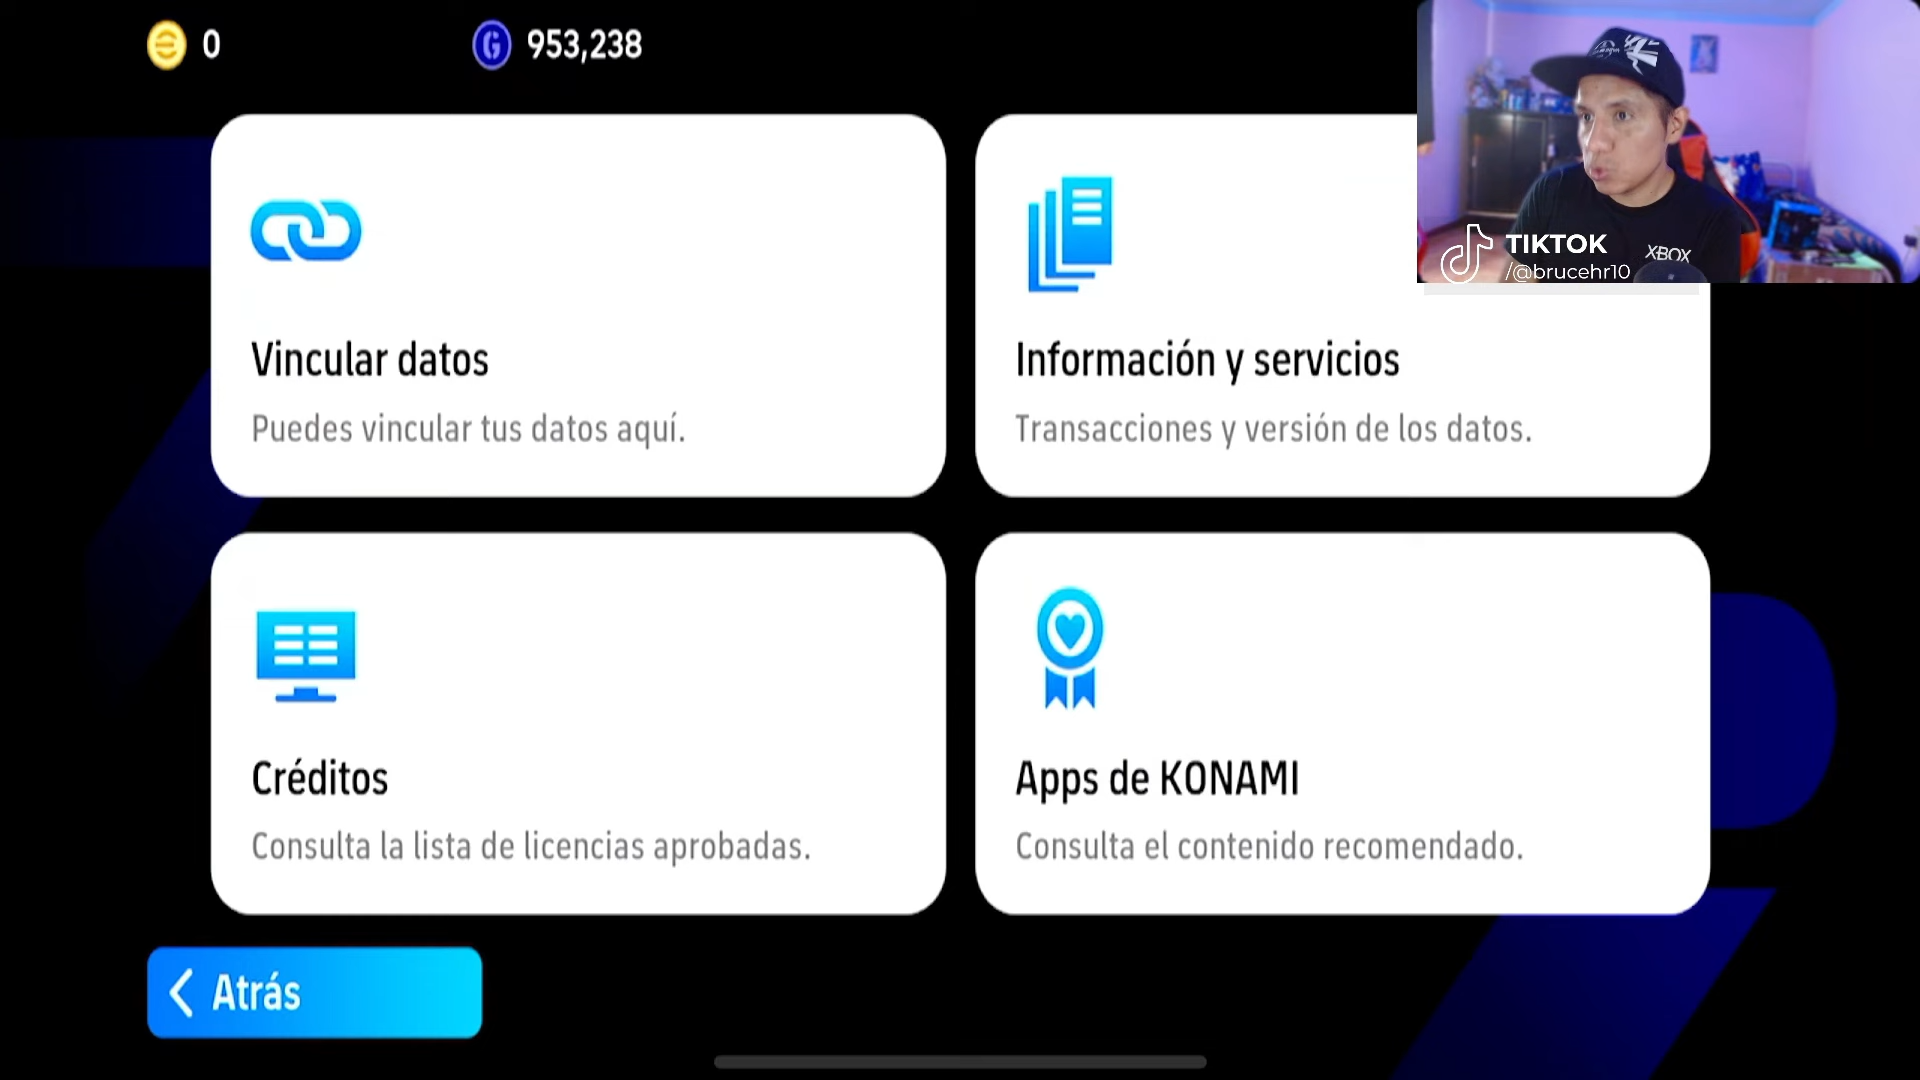 0
953,238
TIKTOK
/@brucehr10
XBOX
Vincular datos
Puedes vincular tus datos aquí.
Información y servicios
Transacciones y versión de los datos.
Créditos
Consulta la lista de licencias aprobadas.
Apps de KONAMI
Consulta el contenido recomendado.
Atrás